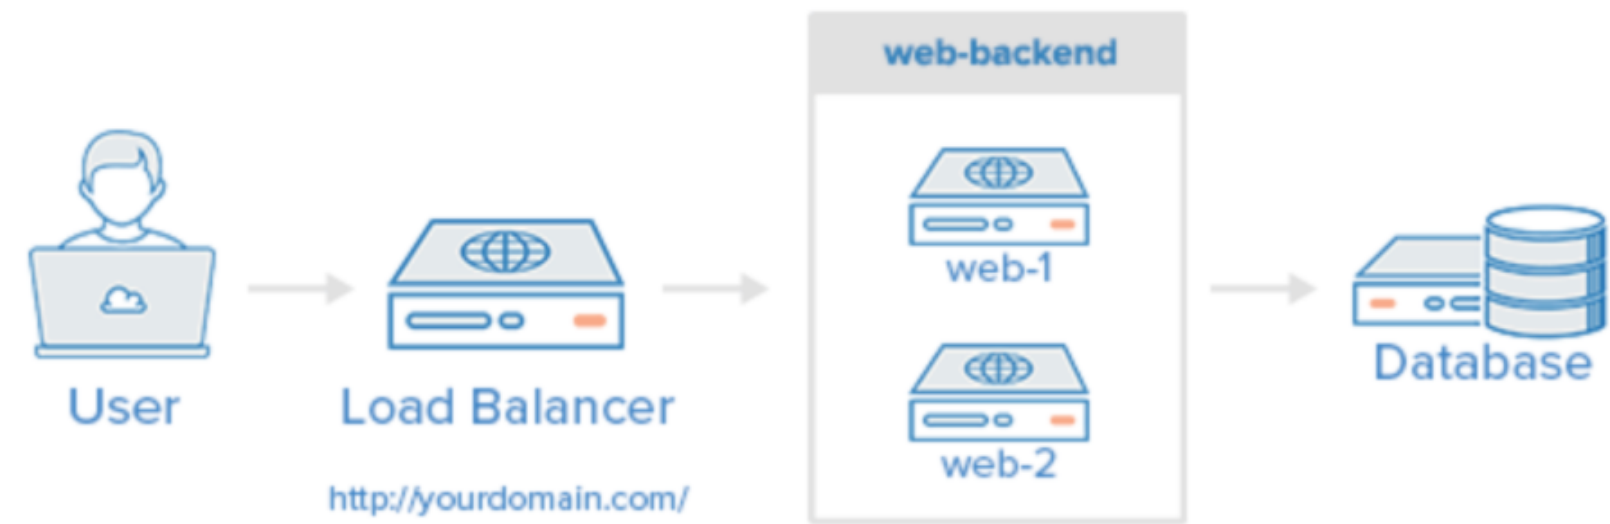 web-backend
web-1
web-2
User
Load Balancer
http://yourdomain.com/
Database